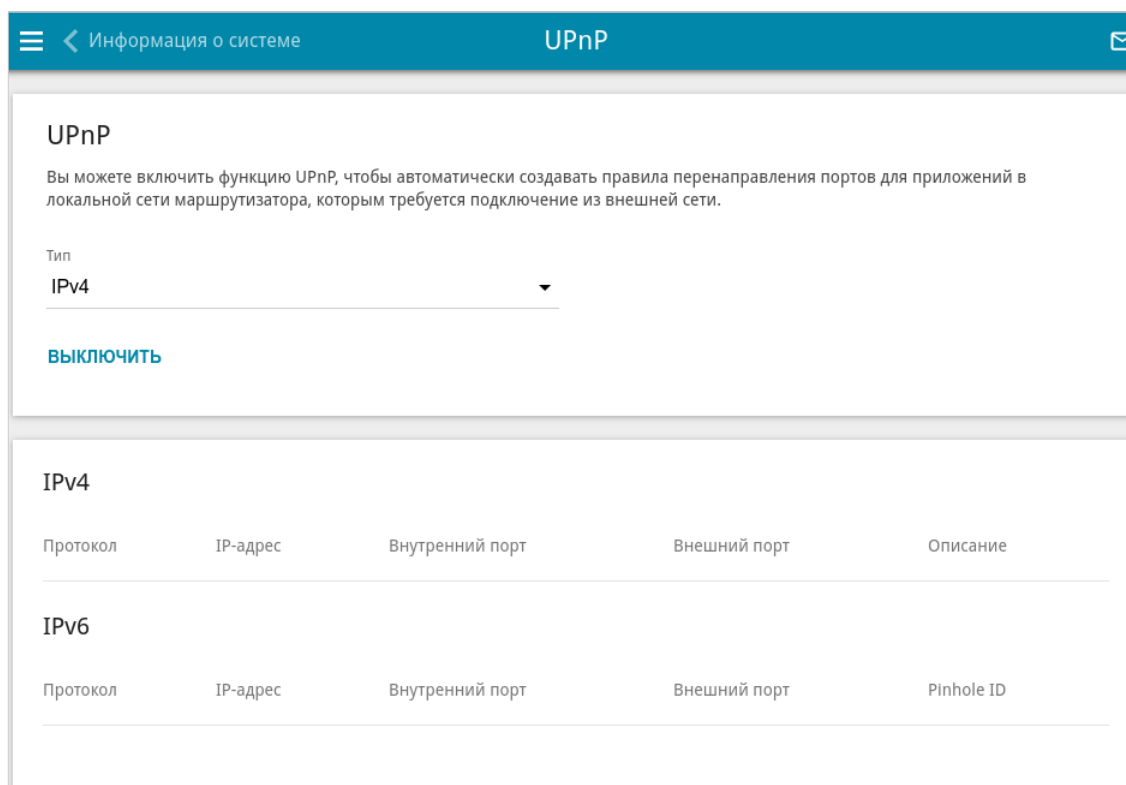 Информация о системе UPnP
UPnP
Вы можете включить функцию UPnP, чтобы автоматически создавать правила перенаправления портов для приложений в
локальной сети маршрутизатора, которым требуется подключение из внешней сети.
Тип
IPv4
ВЫКЛЮЧИТЬ
IPv4
Протокол IP-адрес Внутренний порт Внешний порт Описание
IPv6
Протокол IP-адрес Внутренний порт Внешний порт Pinhole ID